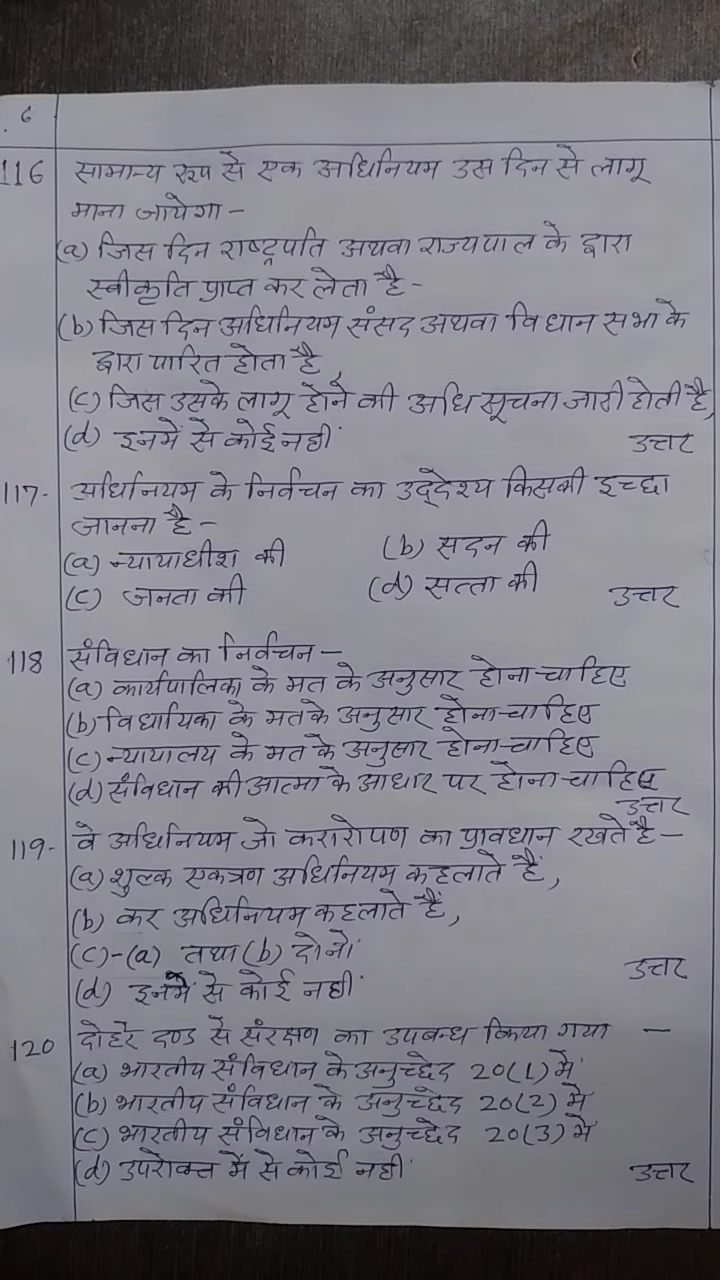 6
116 सामान्य रूप से एक अधिनियम उस दिन से लागू
माना जायेगा -
(a) जिस दिन राष्ट्रपति अथवा राज्यपाल के द्वारा
स्वीकृति प्राप्त कर लेता है -
(b) जिस दिन अधिनियम संसद अथवा विधान सभा के
द्वारा पारित होता है,
(c) जिस उसके लागू होने की अधिसूचना जारी होती है,
(d) इनमें से कोई नहीं उत्तर
117- अधिनियम के निर्वचन का उद्देश्य किसकी इच्छा
जानना है -
(a) न्यायाधीश की (b) सदन की
(c) जनता की (d) सत्ता की उत्तर
118 संविधान का निर्वचन -
(a) कार्यपालिका के मत के अनुसार होना चाहिए
(b) विधायिका के मत के अनुसार होना चाहिए
(c) न्यायालय के मत के अनुसार होना चाहिए
(d) संविधान की आत्मा के आधार पर होना चाहिए
उत्तर
119- वे अधिनियम जो करारोपण का प्रावधान रखते है -
(a) शुल्क एकत्रण अधिनियम कहलाते हैं,
(b) कर अधिनियम कहलाते हैं,
(c) - (a) तथा (b) दोनों
(d) इनमें से कोई नहीं उत्तर
120 दोहरे दण्ड से संरक्षण का उपबन्ध किया गया -
(a) भारतीय संविधान के अनुच्छेद 20(1) में
(b) भारतीय संविधान के अनुच्छेद 20(2) में
(c) भारतीय संविधान के अनुच्छेद 20(3) में
(d) उपरोक्त में से कोई नहीं उत्तर